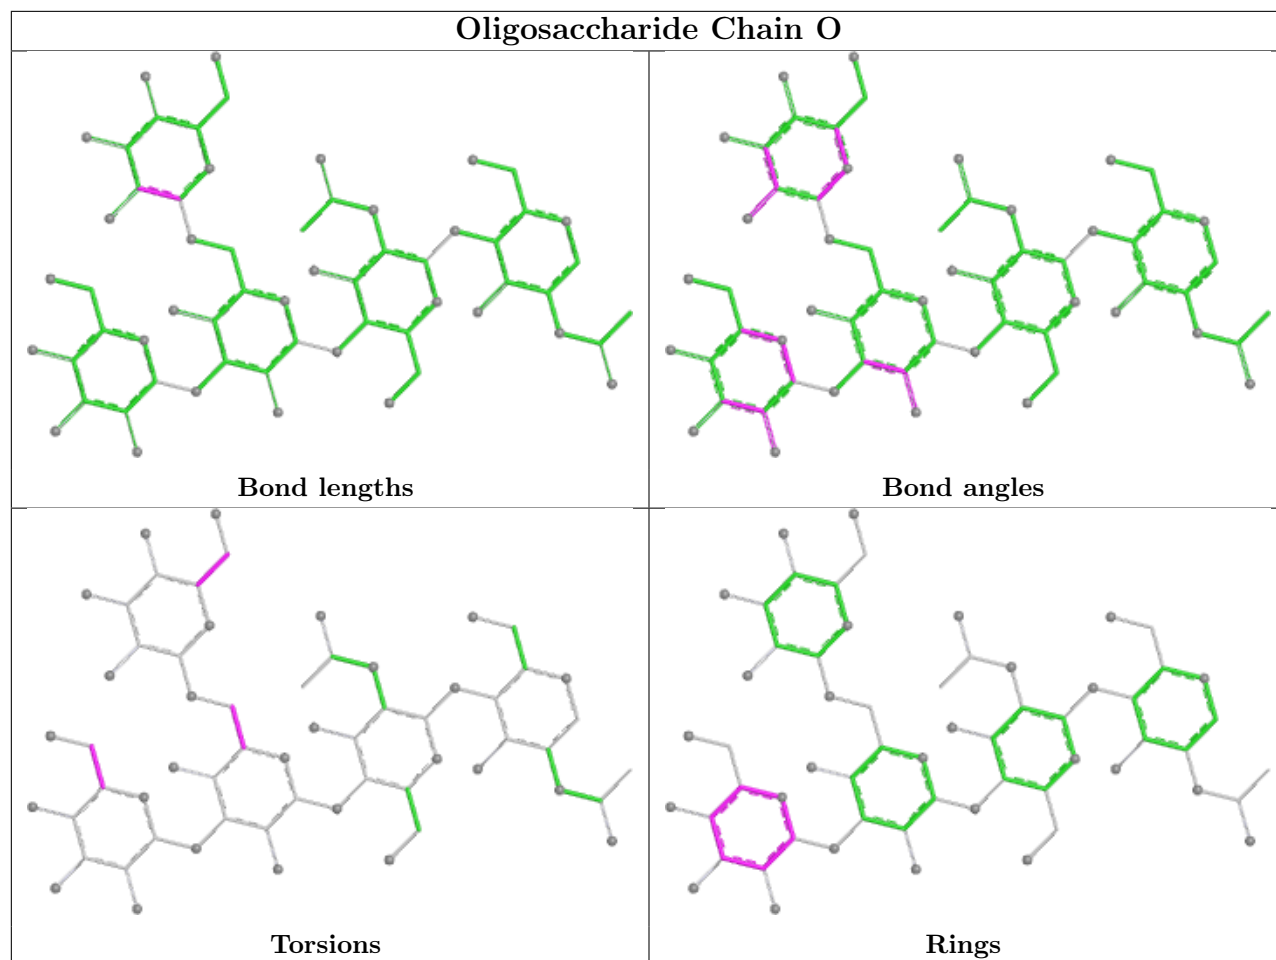 Oligosaccharide Chain O
Bond lengths
Bond angles
Torsions
Rings